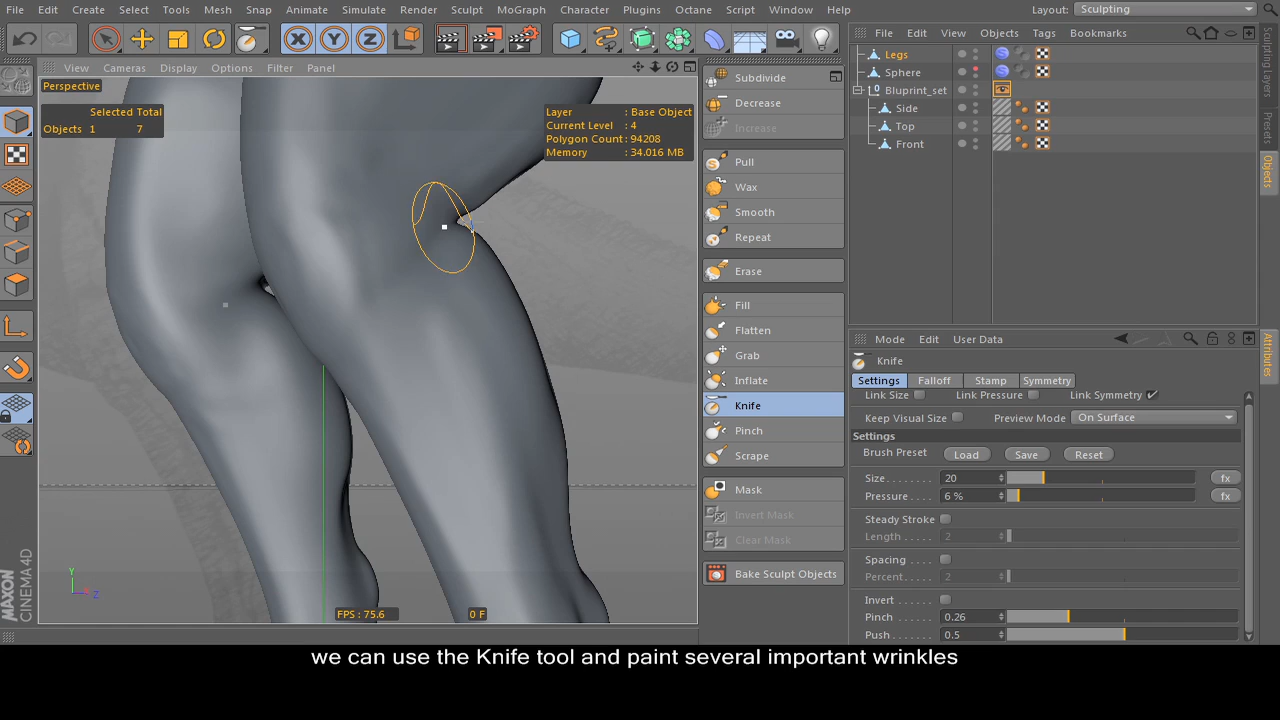 File Edit Create Select Tools Mesh Snap Animate Simulate Render Sculpt MoGraph Character Plugins Octane Script Window Help Layout: Sculpting
X Y Z
View Cameras Display Options Filter Panel
Perspective
Selected Total
Objects 1 7
Layer : Base Object
Current Level : 4
Polygon Count : 94208
Memory : 34.016 MB
Y
Z
FPS : 75.6
0 F
MAXON
CINEMA 4D
Subdivide
Decrease
Increase
Pull
Wax
Smooth
Repeat
Erase
Fill
Flatten
Grab
Inflate
Knife
Pinch
Scrape
Mask
Invert Mask
Clear Mask
Bake Sculpt Objects
File Edit View Objects Tags Bookmarks
Legs
Sphere
Bluprint_set
Side
Top
Front
Sculpting Layers
Presets
Objects
Attributes
Mode Edit User Data
Knife
Settings Falloff Stamp Symmetry
Link Size Link Pressure Link Symmetry
Keep Visual Size Preview Mode On Surface
Settings
Brush Preset Load Save Reset
Size 20 fx
Pressure 6 % fx
Steady Stroke
Length 2
Spacing
Percent 2
Invert
Pinch 0.26
Push 0.5
we can use the Knife tool and paint several important wrinkles